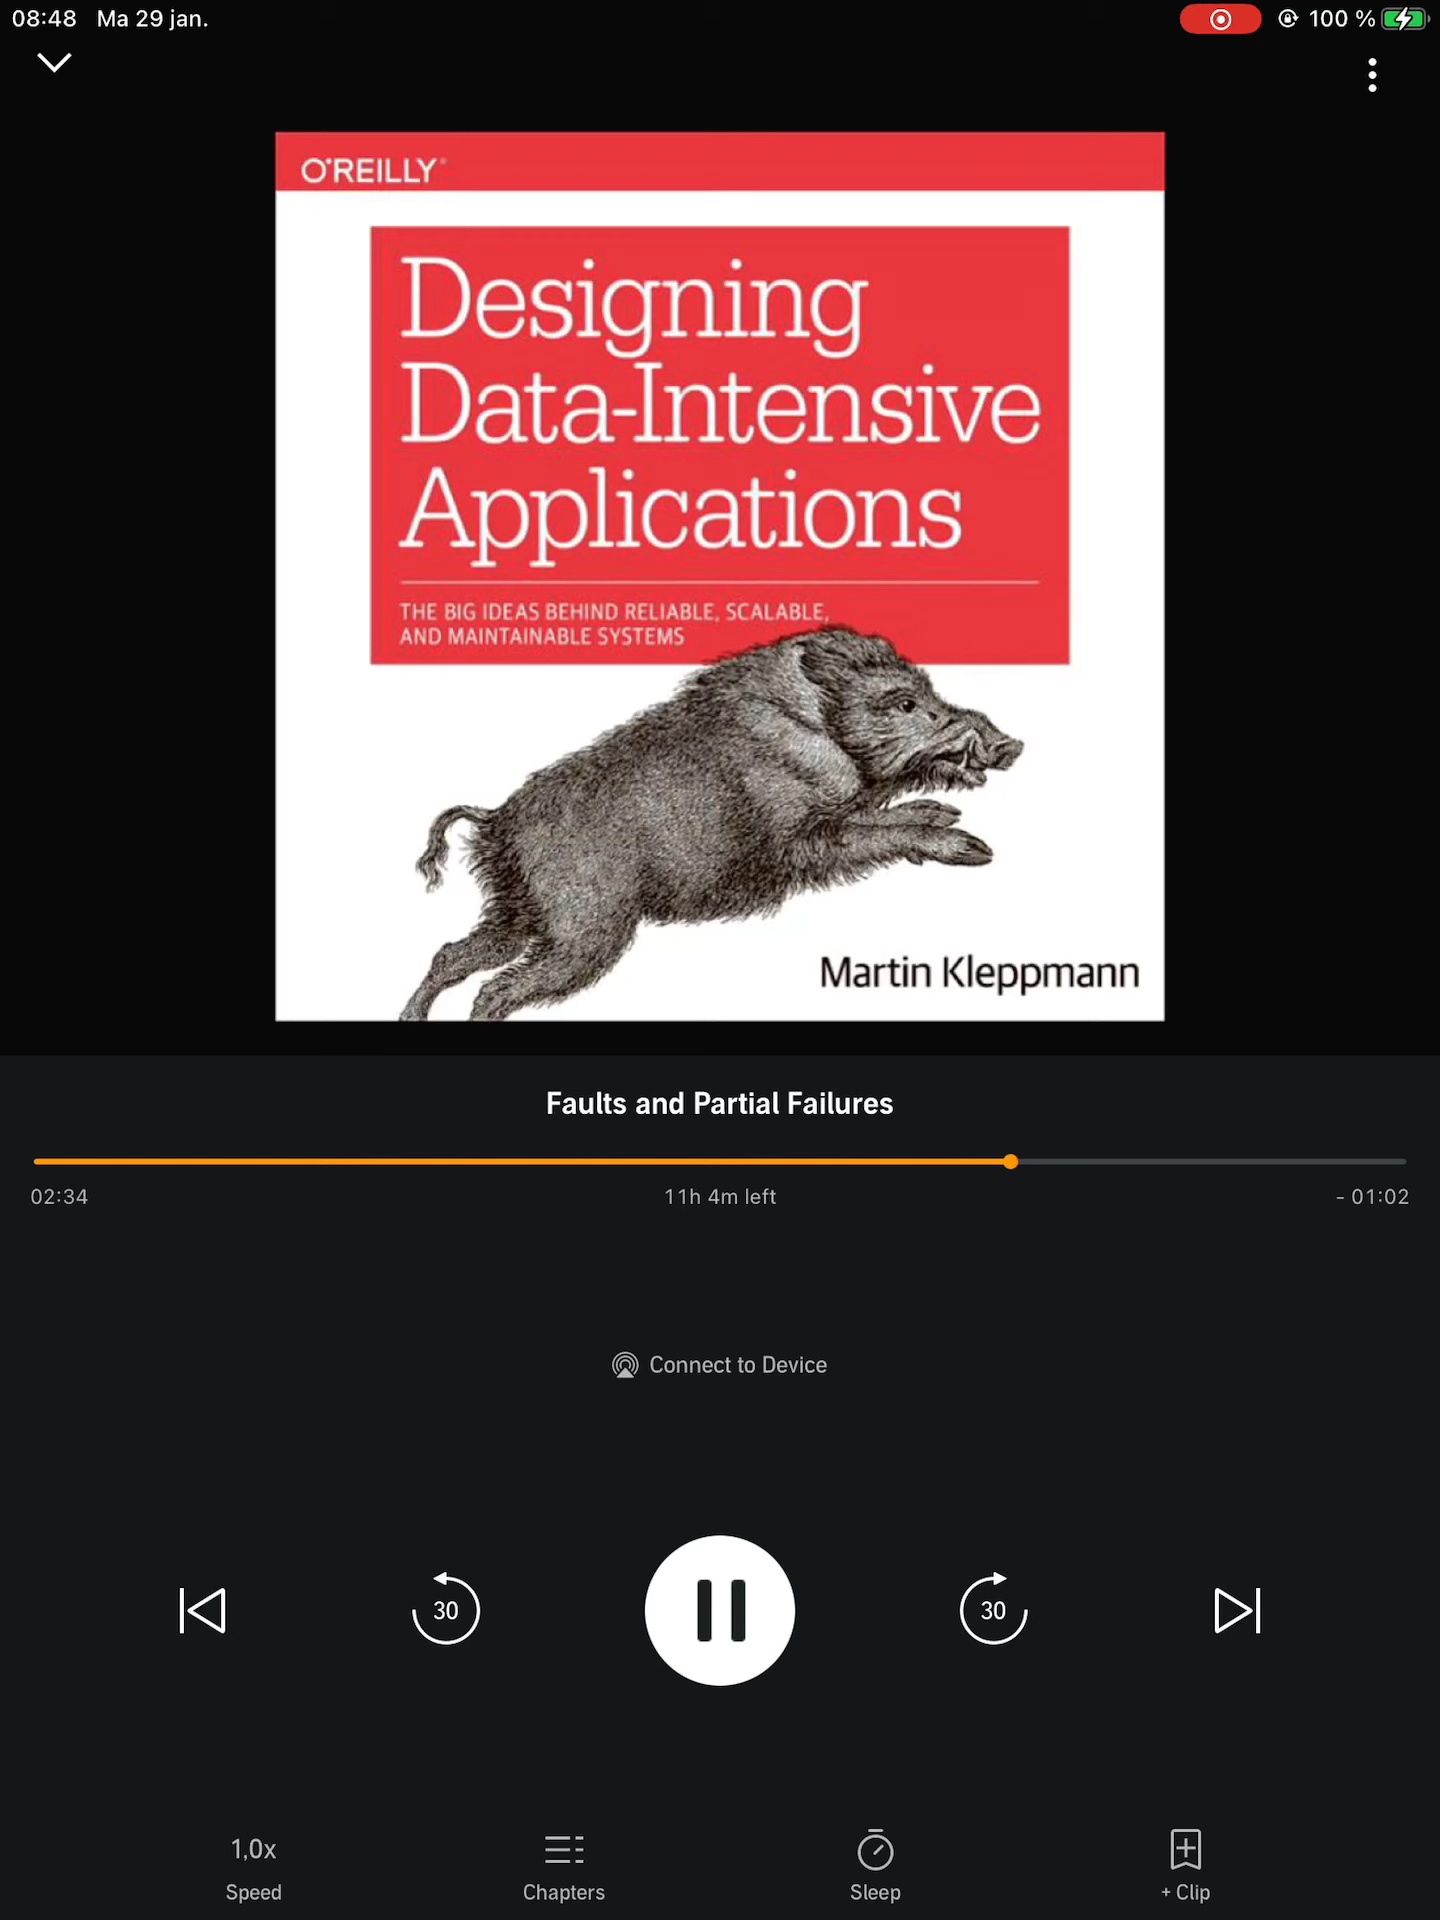 08:48 Ma 29 jan. 100 %
O'REILLY®
Designing
Data-Intensive
Applications
THE BIG IDEAS BEHIND RELIABLE, SCALABLE,
AND MAINTAINABLE SYSTEMS
Martin Kleppmann
Faults and Partial Failures
02:34 11h 4m left - 01:02
Connect to Device
30 30
1,0x
Speed Chapters Sleep + Clip